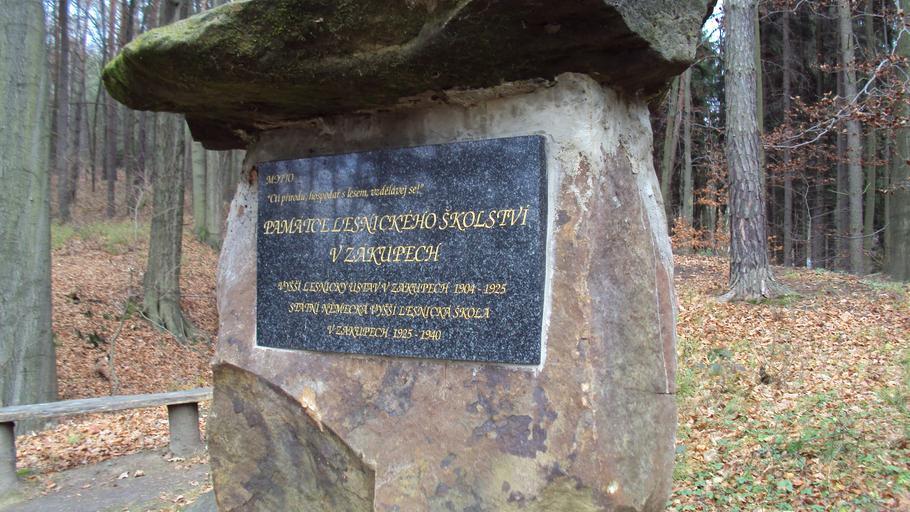 MOTTO
"Cti přírodu, hospodař s lesem, vzdělávej se!"
PAMÁTCE LESNICKÉHO ŠKOLSTVÍ
V ZÁKUPECH
VYŠŠÍ LESNICKÝ ÚSTAV V ZÁKUPECH 1904 - 1925
STÁTNÍ NĚMECKÁ VYŠŠÍ LESNICKÁ ŠKOLA
V ZÁKUPECH 1925 - 1940